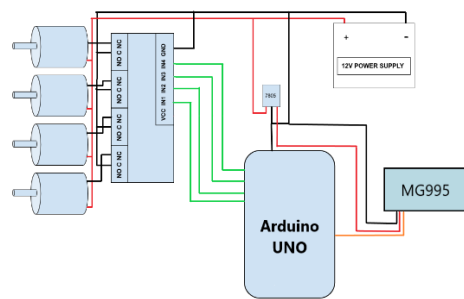 NO C NC
NO C NC
NO C NC
NO C NC
VCC IN1 IN2 IN3 IN4 GND
+ -
12V POWER SUPPLY
7805
Arduino
UNO
MG995